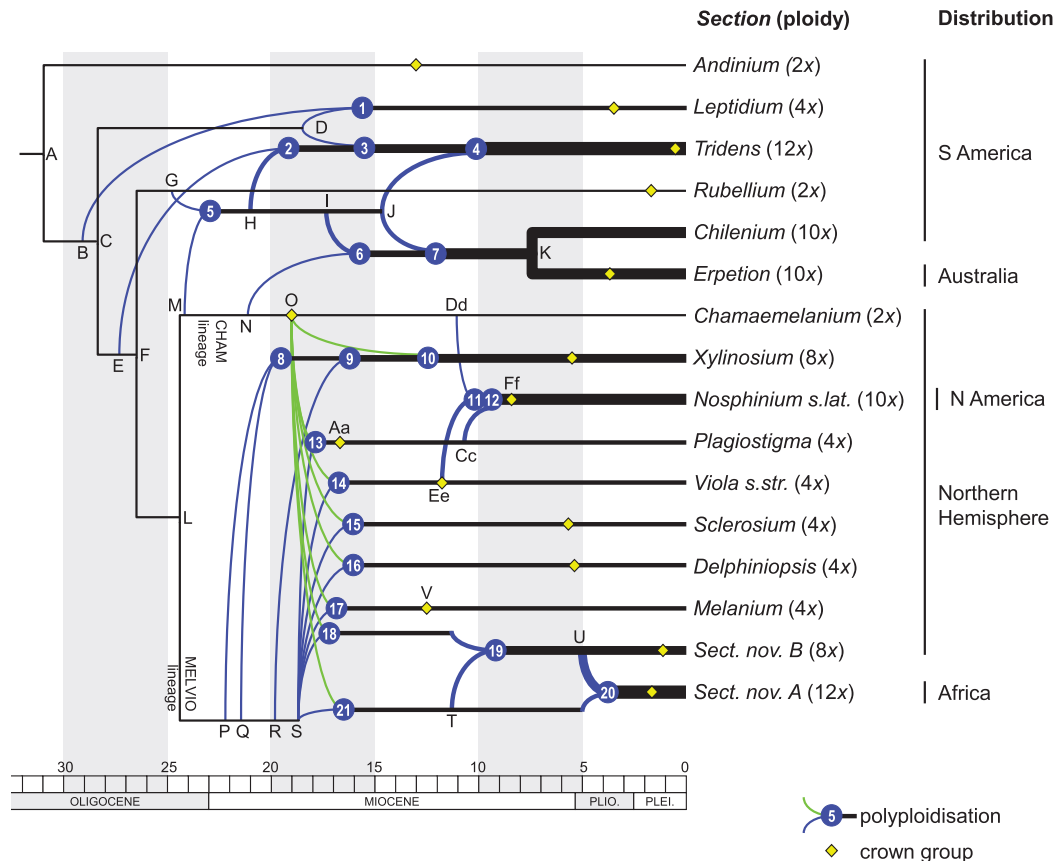 Section (ploidy) Distribution
Andinium (2x)
A
Leptidium (4x)
1
D
Tridens (12x)
2 3 4
S America
G
Rubellium (2x)
5 H I J
Chilenium (10x)
B C
6 7 K
Erpetion (10x)
Australia
M N O Dd
Chamaemelanium (2x)
CHAM
lineage
E F
8 9 10
Xylinosium (8x)
11 12 Ff
Nosphinium s.lat. (10x)
N America
13 Aa Cc
Plagiostigma (4x)
14 Ee
Viola s.str. (4x)
Northern
Hemisphere
L
15
Sclerosium (4x)
16
Delphiniopsis (4x)
17 V
Melanium (4x)
18
19 U
Sect. nov. B (8x)
MELVIO
lineage
20
Sect. nov. A (12x)
Africa
21
P Q R S T
30 25 20 15 10 5 0
OLIGOCENE MIOCENE PLIO. PLEI.
5 polyploidisation
crown group